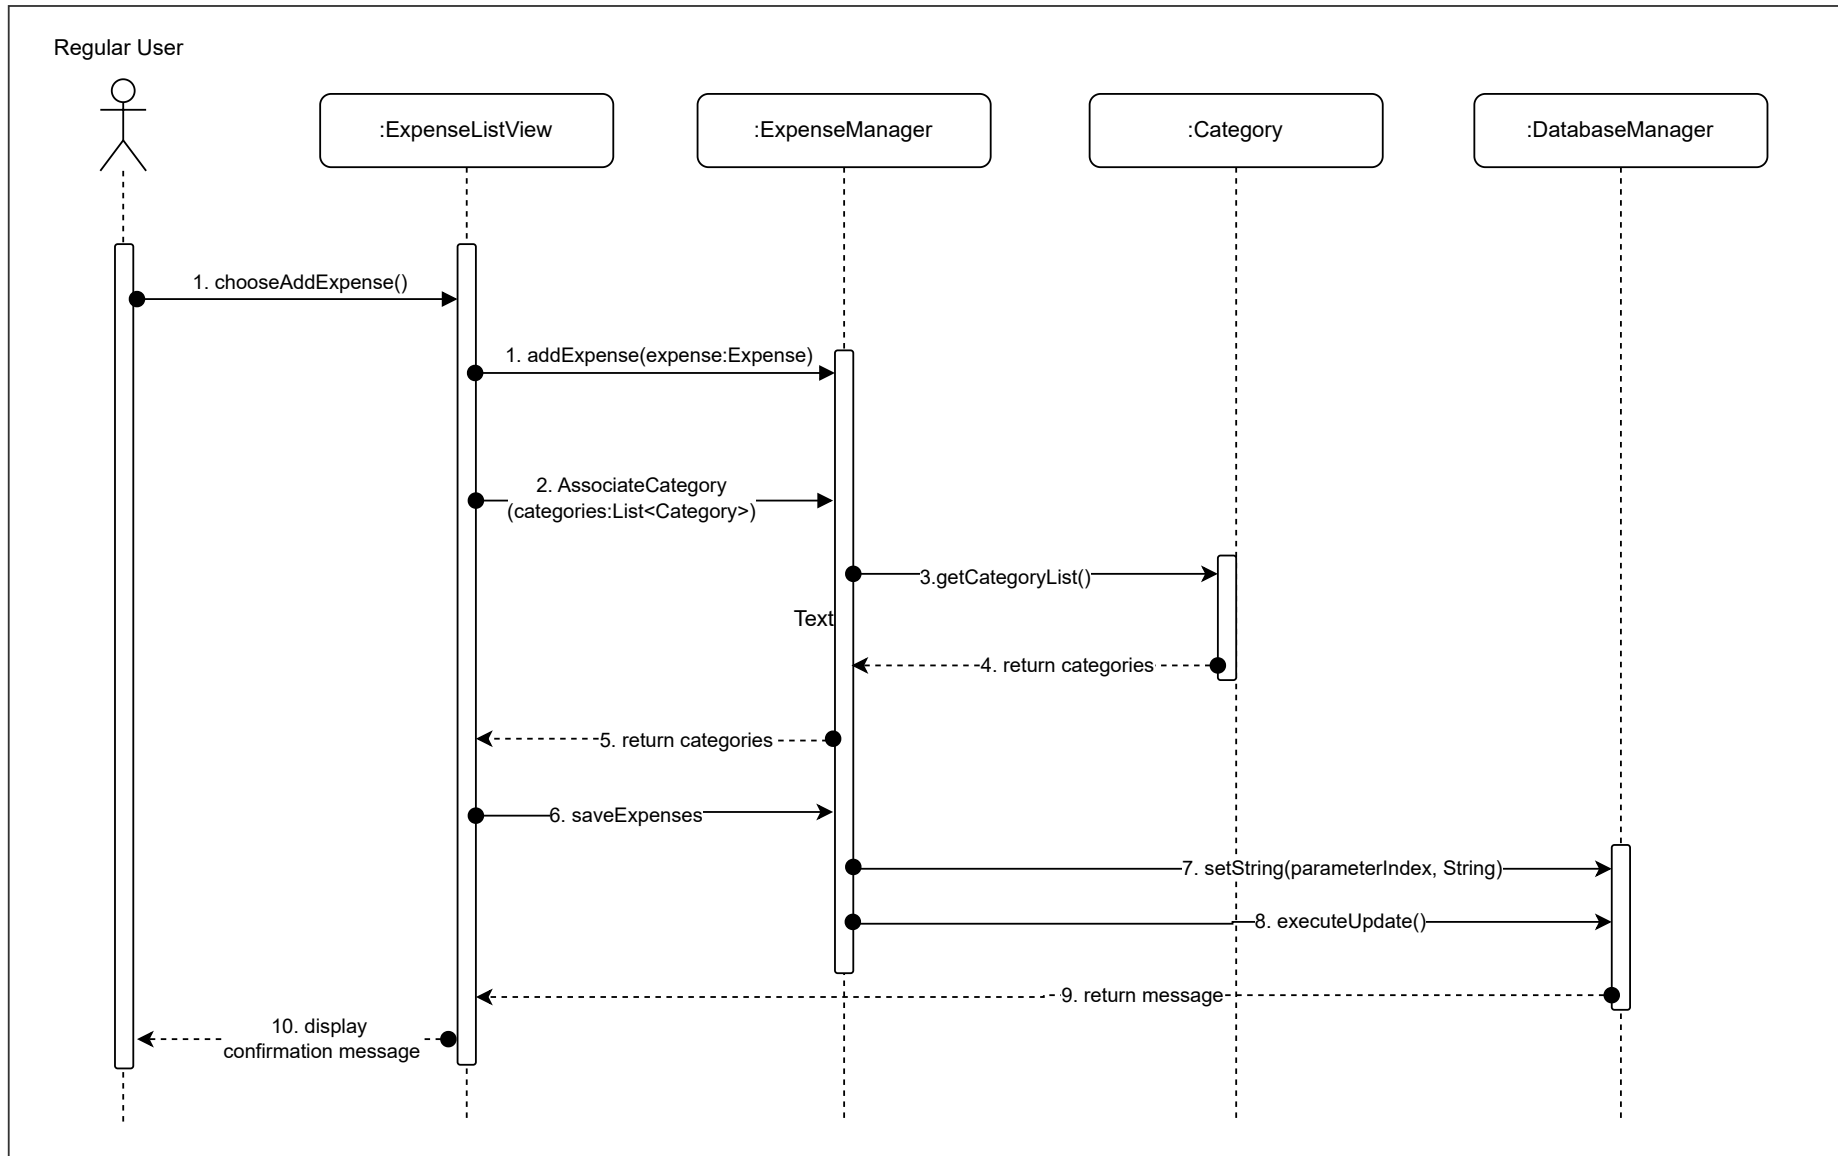 Regular User
:ExpenseListView
:ExpenseManager
:Category
:DatabaseManager
1. chooseAddExpense()
1. addExpense(expense:Expense)
2. AssociateCategory
(categories:List<Category>)
3.getCategoryList()
Text
4. return categories
5. return categories
6. saveExpenses
7. setString(parameterIndex, String)
8. executeUpdate()
9. return message
10. display
confirmation message